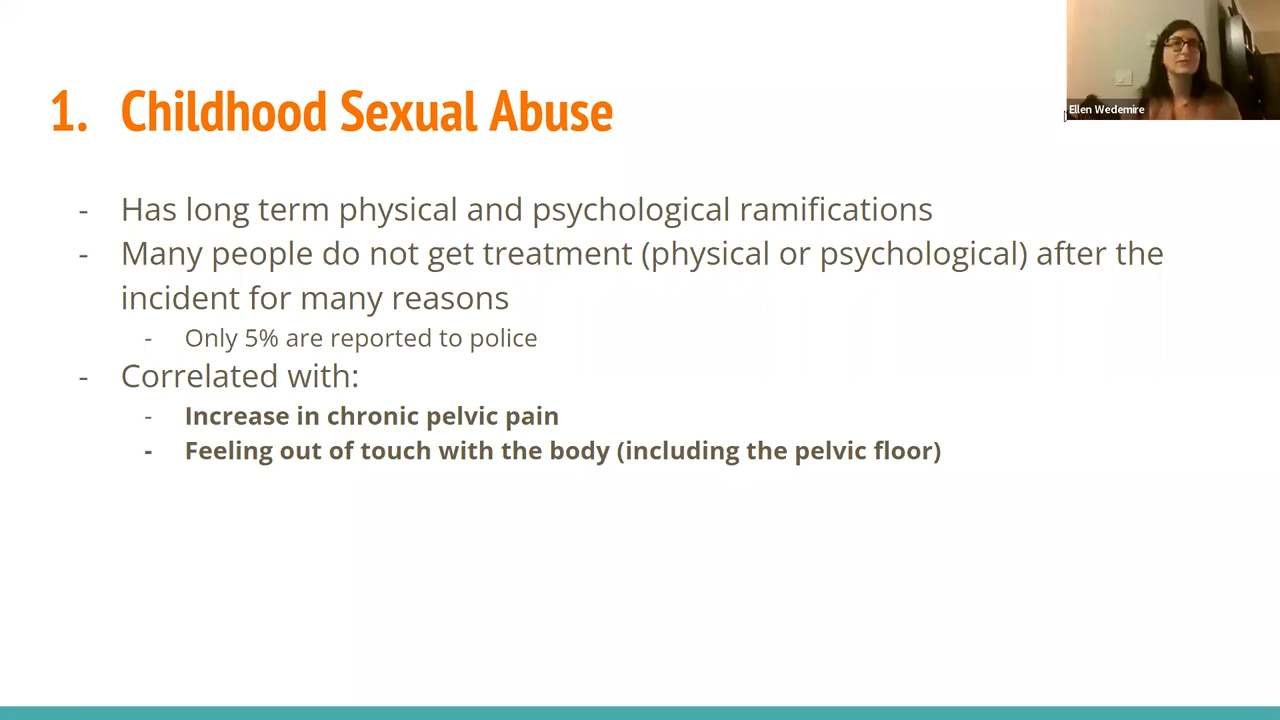 Ellen Wedemire
1. Childhood Sexual Abuse
- Has long term physical and psychological ramifications
- Many people do not get treatment (physical or psychological) after the
incident for many reasons
- Only 5% are reported to police
- Correlated with:
- Increase in chronic pelvic pain
- Feeling out of touch with the body (including the pelvic floor)